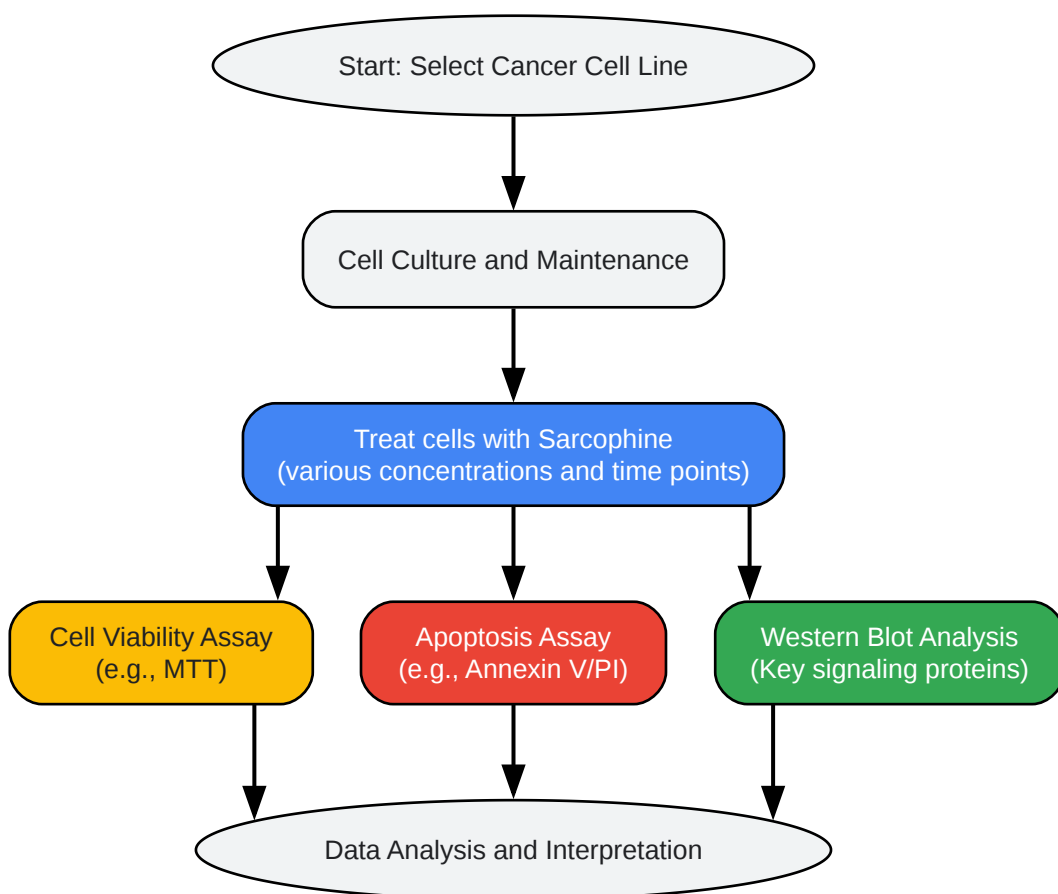 Start: Select Cancer Cell Line
Cell Culture and Maintenance
Treat cells with Sarcophine
(various concentrations and time points)
Cell Viability Assay
(e.g., MTT)
Apoptosis Assay
(e.g., Annexin V/PI)
Western Blot Analysis
(Key signaling proteins)
Data Analysis and Interpretation